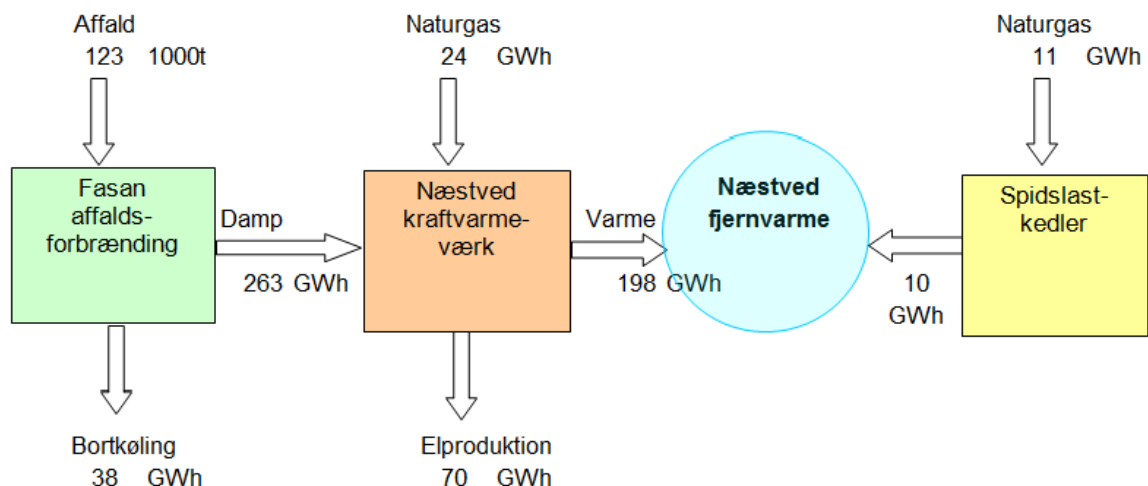 Affald
123 1000t
Naturgas
24 GWh
Naturgas
11 GWh
Fasan
affalds-
forbrænding
Damp
263 GWh
Næstved
kraftvarme-
værk
Varme
198 GWh
Næstved
fjernvarme
10
GWh
Spidslast-
kedler
Bortkøling
38 GWh
Elproduktion
70 GWh